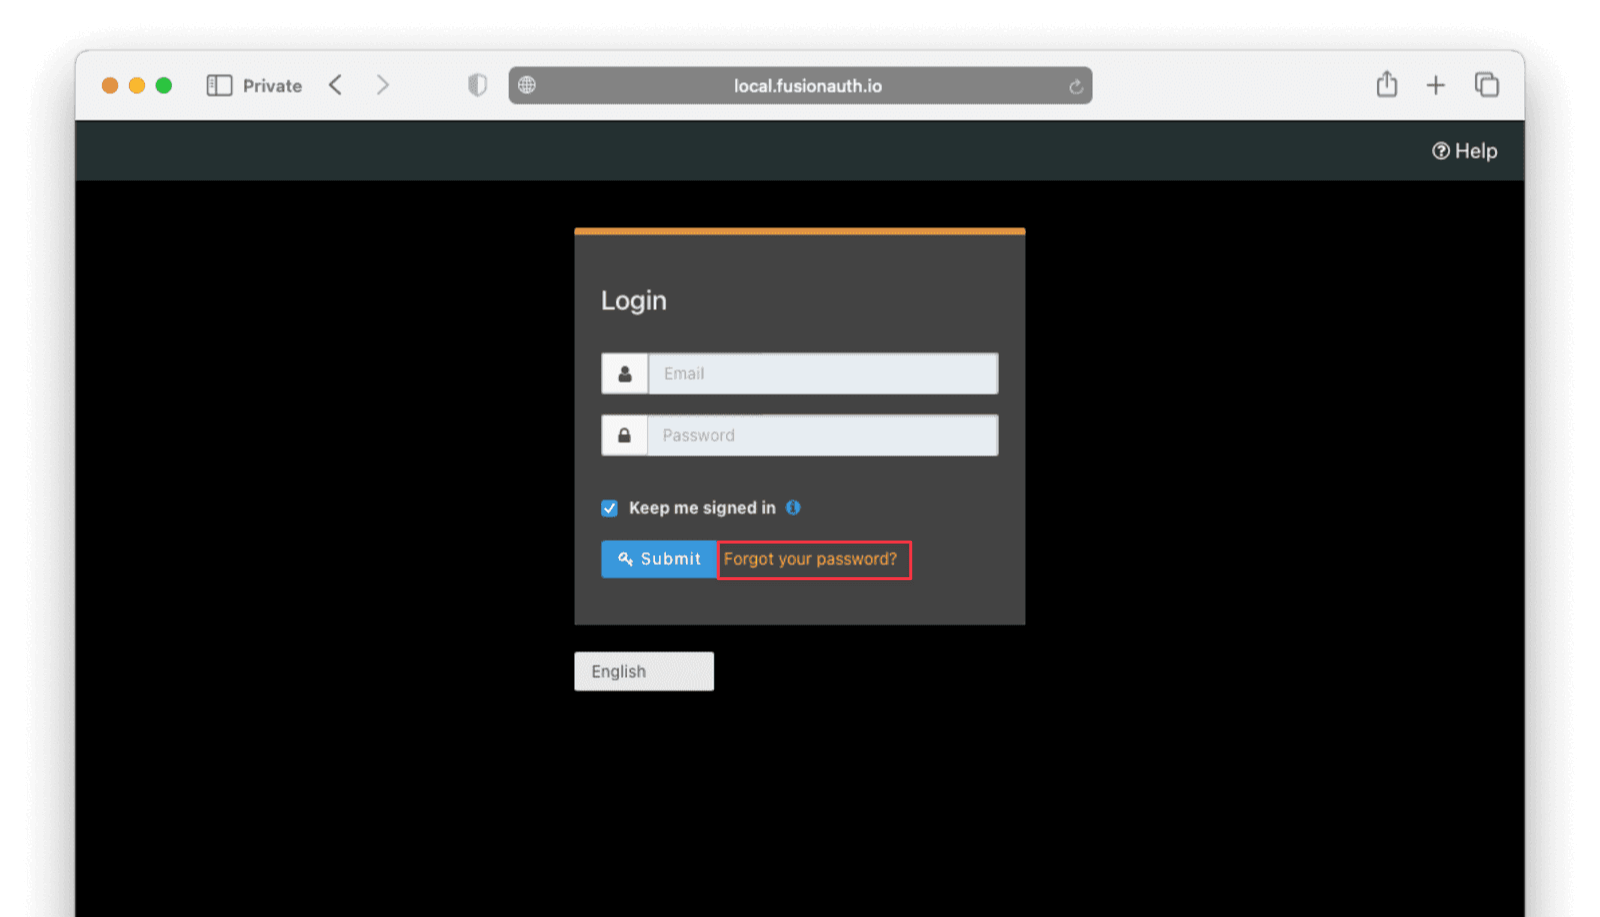 Private
local.fusionauth.io
Help
Login
Email
Password
Keep me signed in
Submit Forgot your password?
English